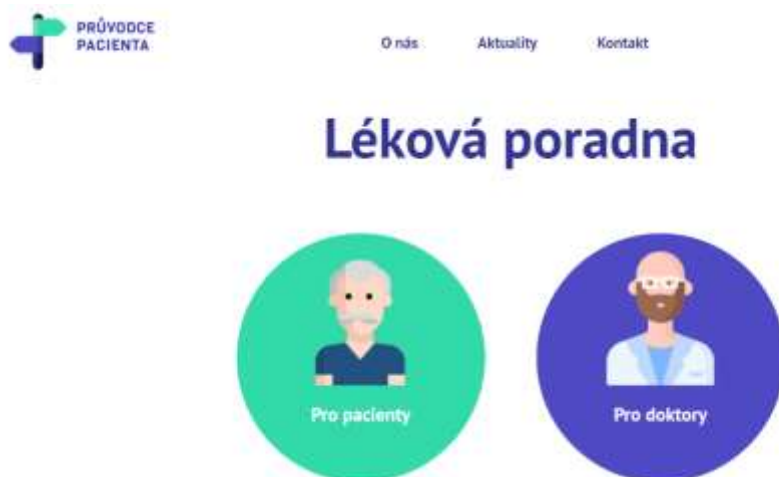 PRŮVODCE
PACIENTA
O nás Aktuality Kontakt
Léková poradna
Pro pacienty Pro doktory